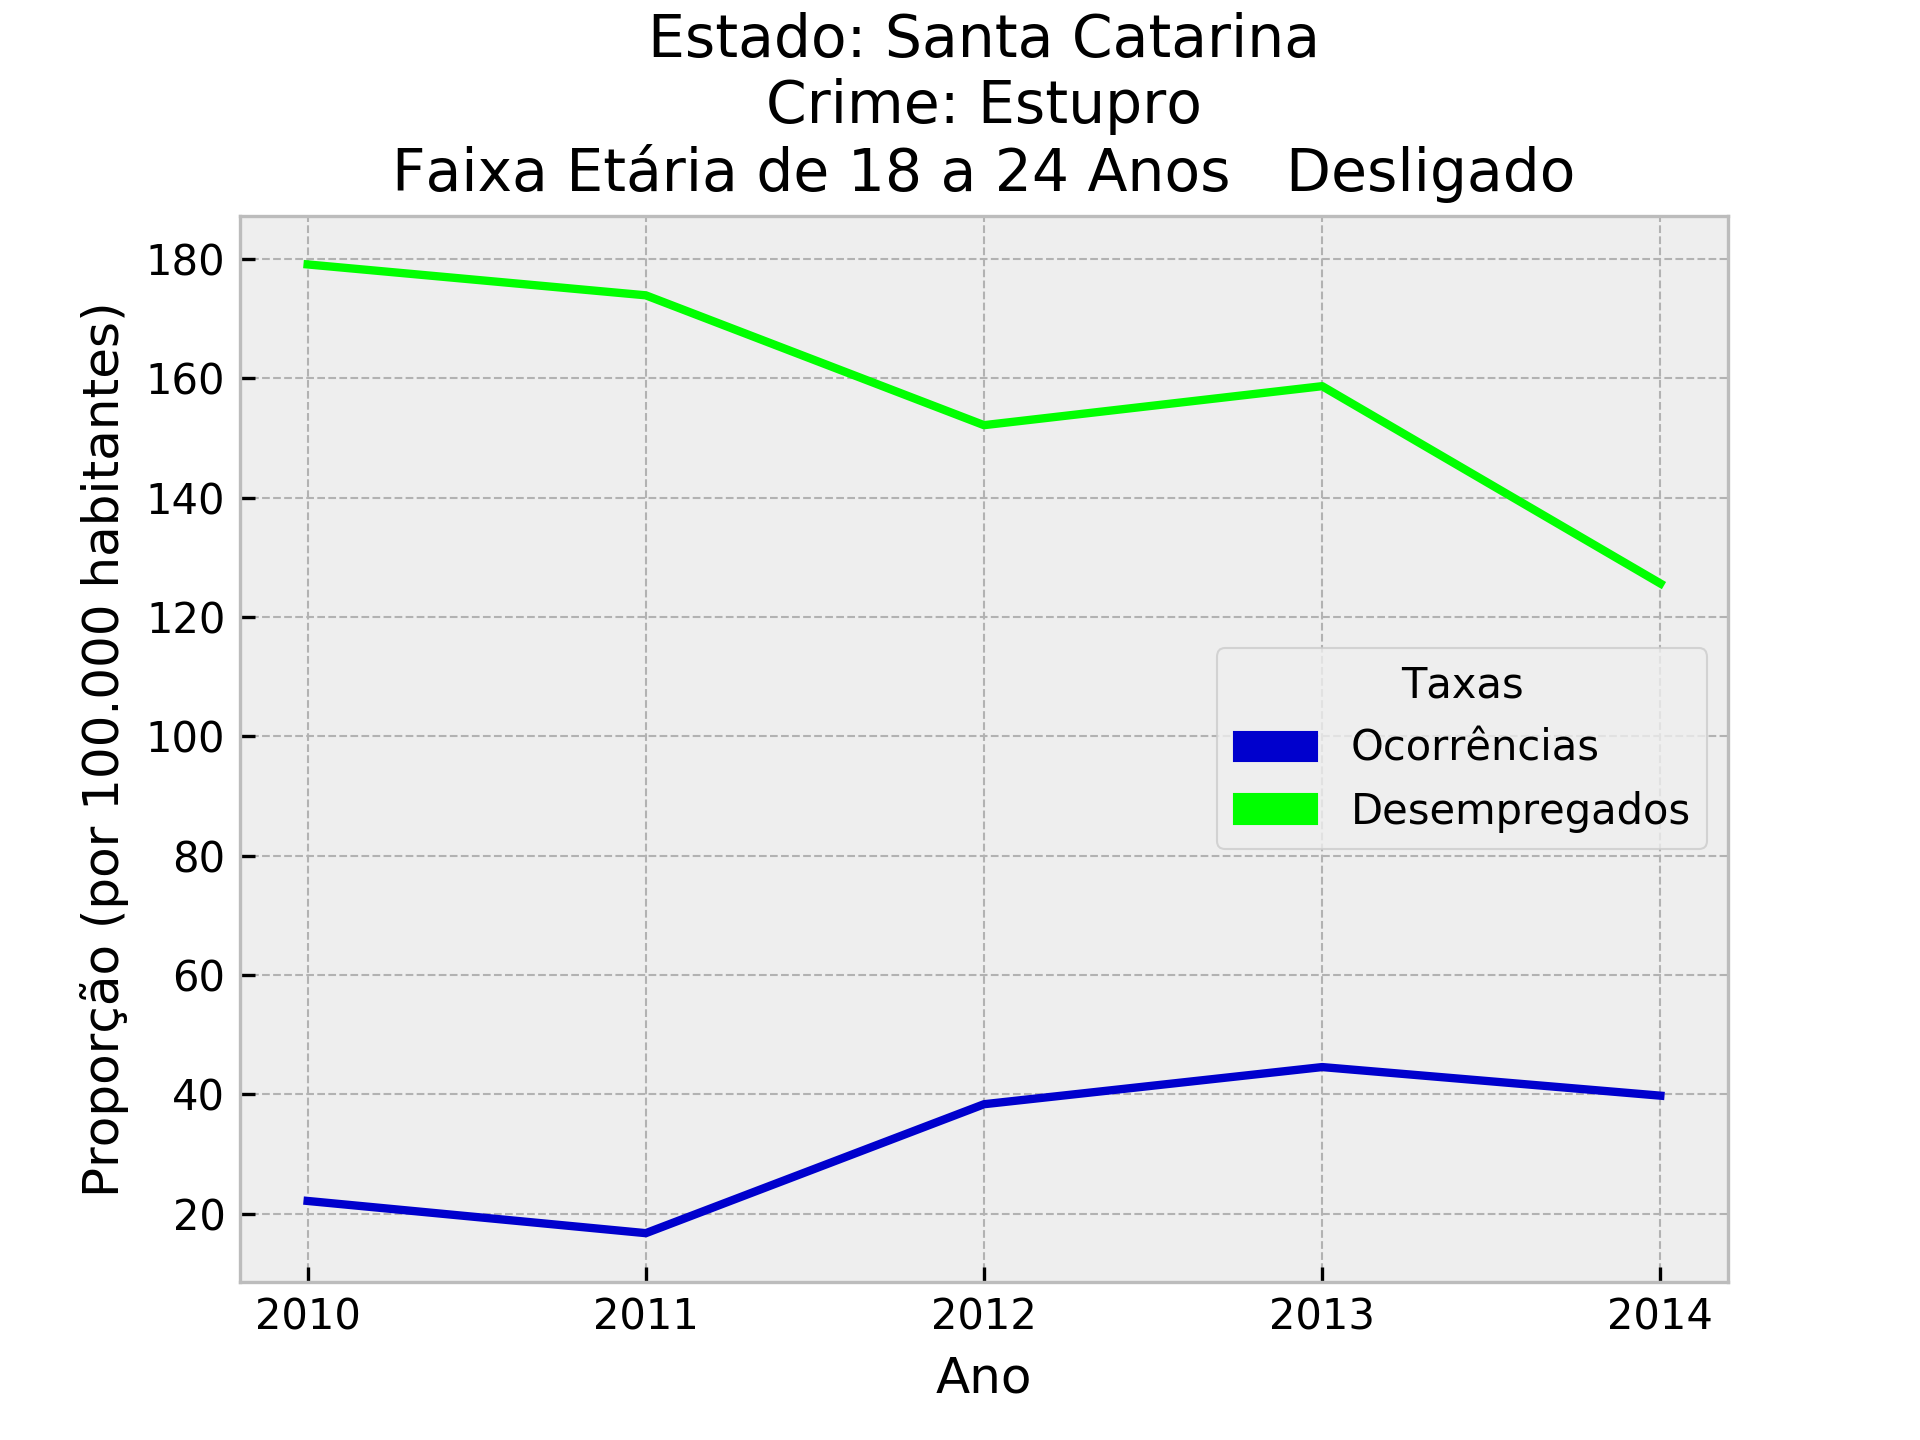 Estado: Santa Catarina
Crime: Estupro
Faixa Etária de 18 a 24 Anos   Desligado
Proporção (por 100.000 habitantes)
180
160
140
120
100
80
60
40
20
Taxas
Ocorrências
Desempregados
2010 2011 2012 2013 2014
Ano